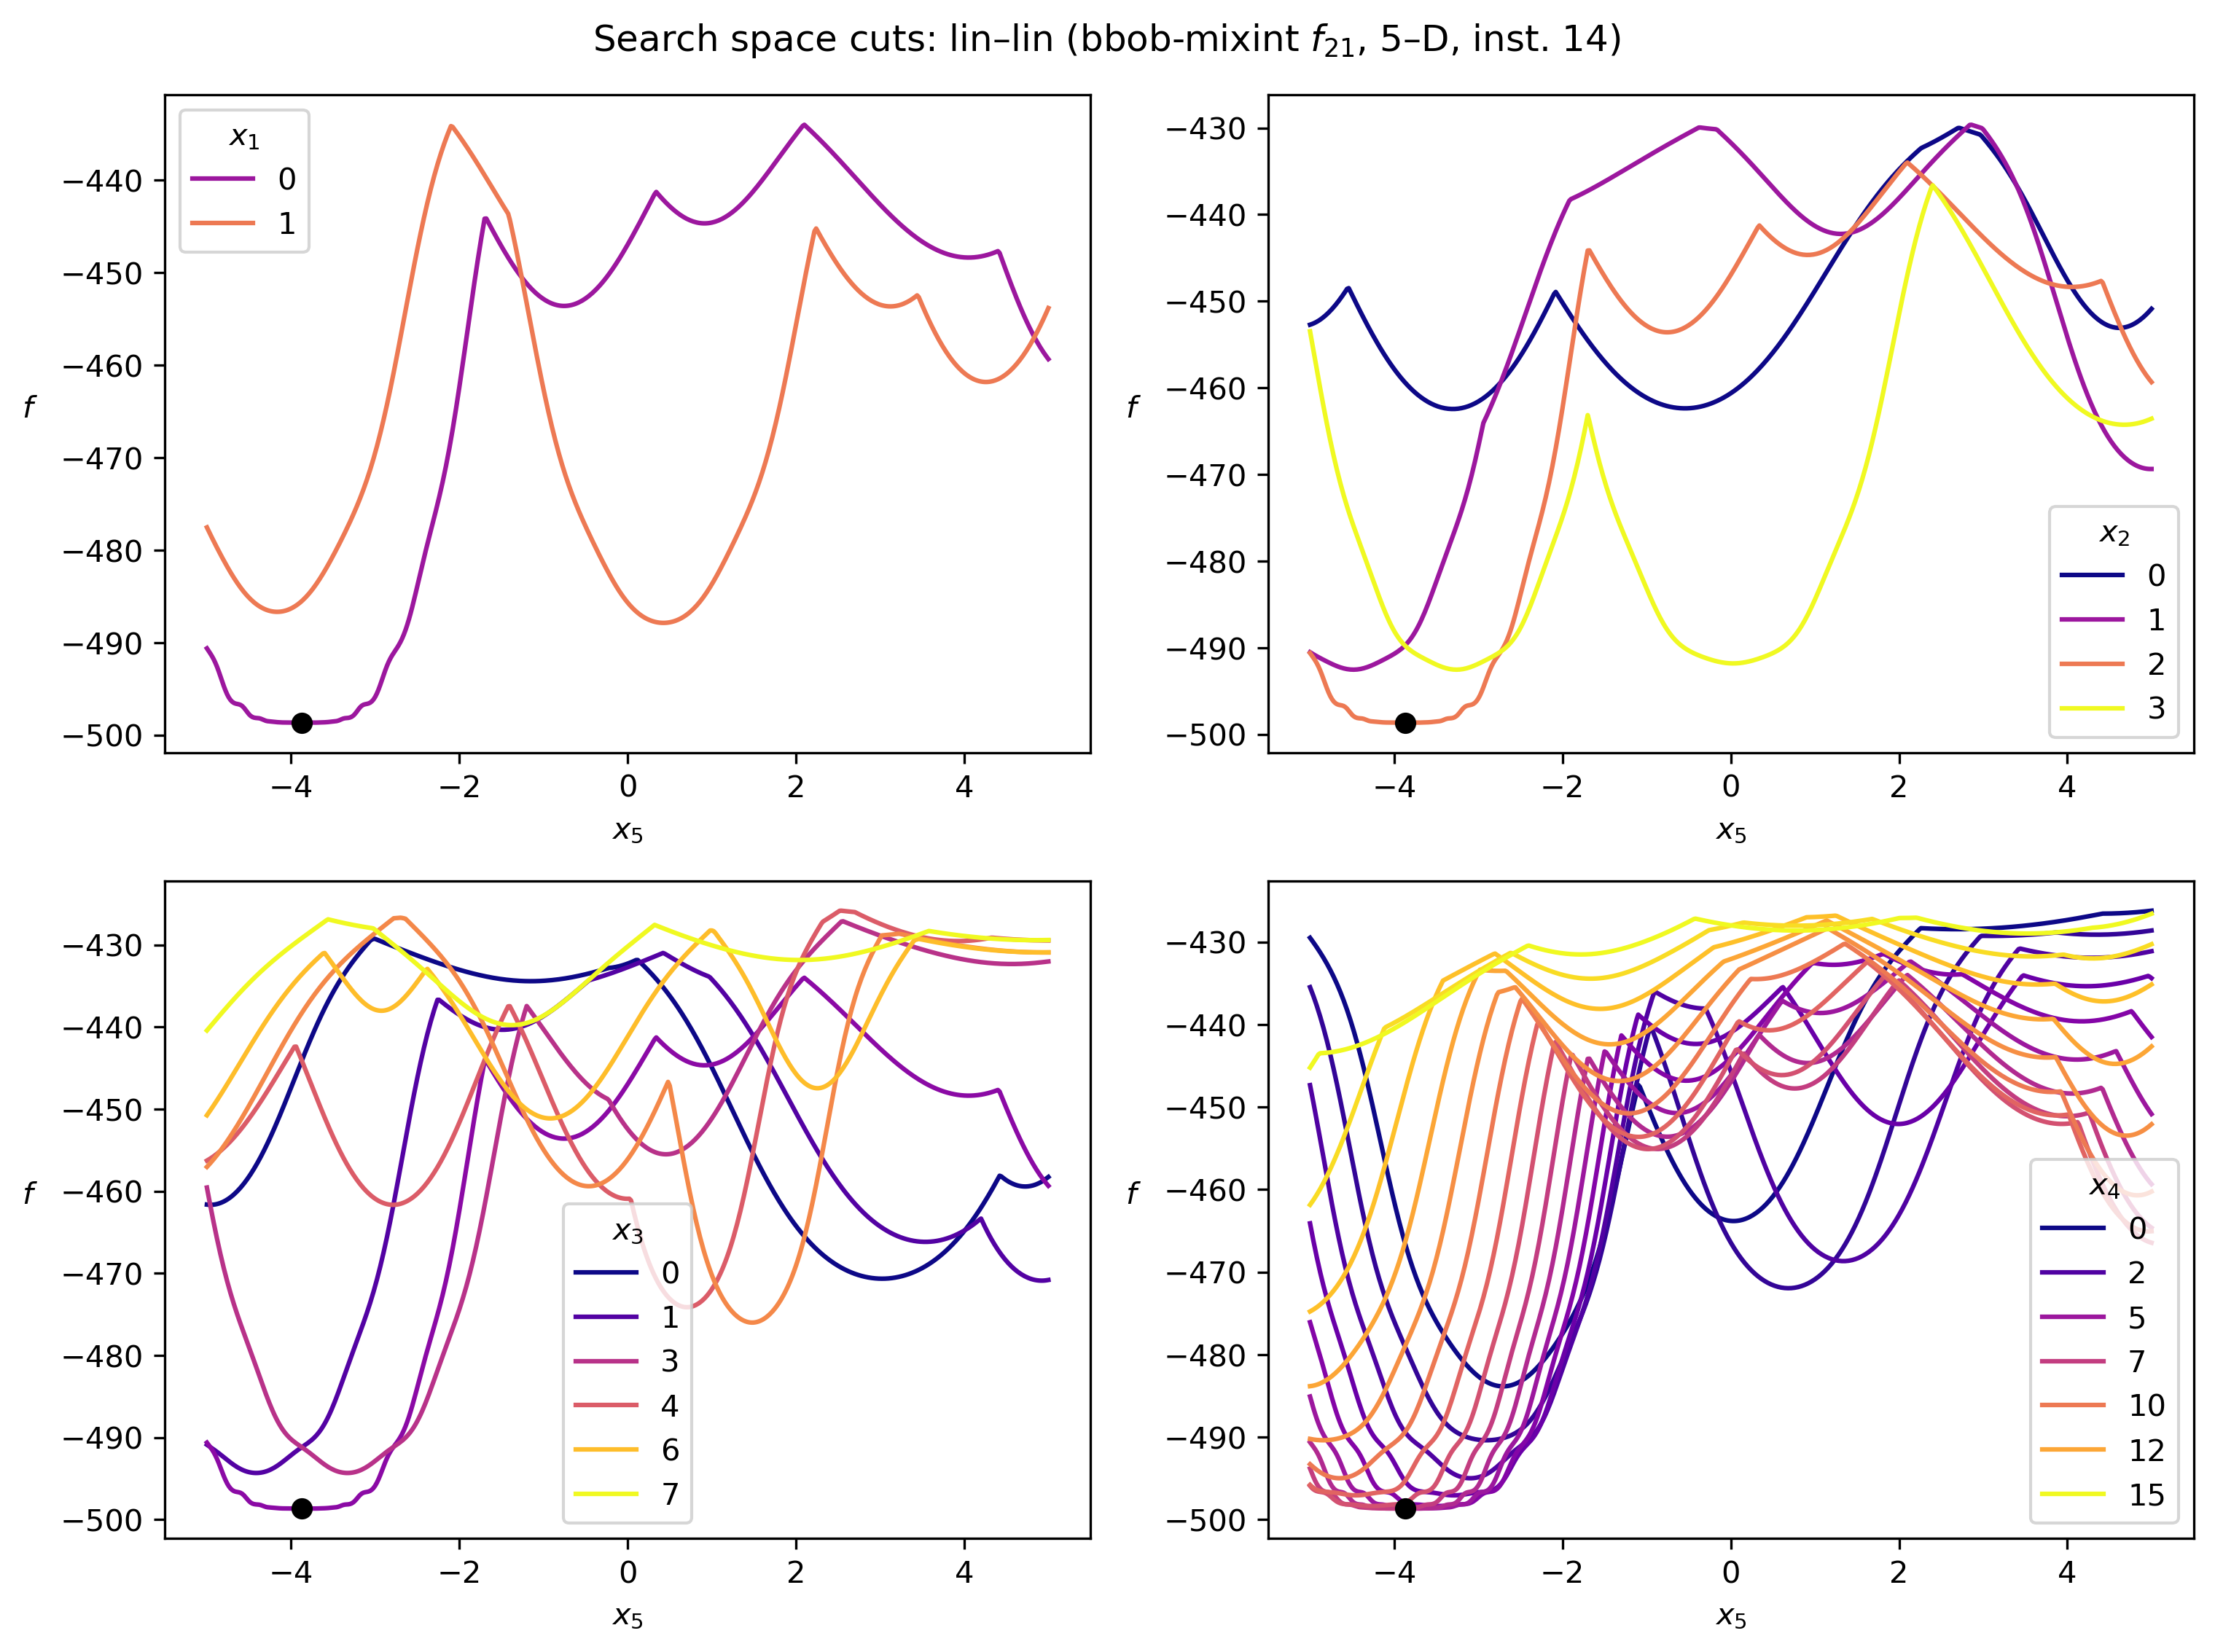 Search space cuts: lin–lin (bbob-mixint f₂₁, 5–D, inst. 14)
x₁
0
1
−440
−450
−460
−470
−480
−490
−500
f
−4 −2 0 2 4
x₅
−430
−440
−450
−460
−470
−480
−490
−500
f
x₂
0
1
2
3
−4 −2 0 2 4
x₅
−430
−440
−450
−460
−470
−480
−490
−500
f
x₃
0
1
3
4
6
7
−4 −2 0 2 4
x₅
−430
−440
−450
−460
−470
−480
−490
−500
f
x₄
0
2
5
7
10
12
15
−4 −2 0 2 4
x₅